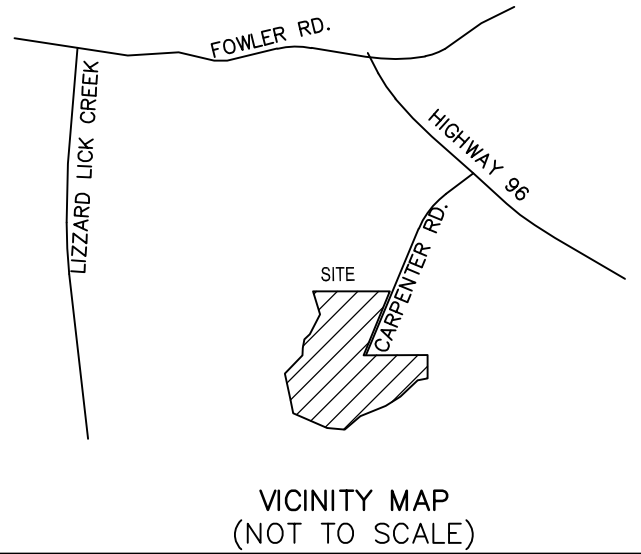 FOWLER RD.
LIZZARD LICK CREEK
HIGHWAY 96
CARPENTER RD.
SITE
VICINITY MAP
(NOT TO SCALE)